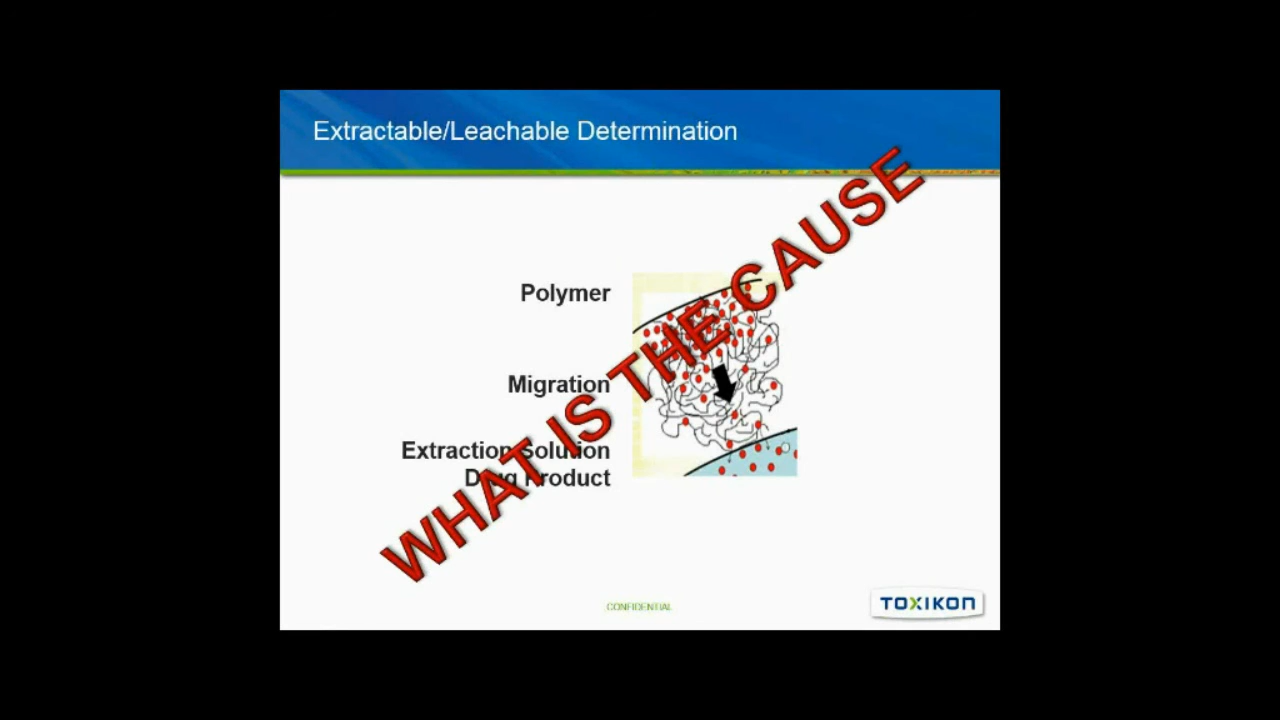 Extractable/Leachable Determination
WHAT IS THE CAUSE
Polymer
Migration
Extraction Solution
Drug Product
CONFIDENTIAL
TOXIKON